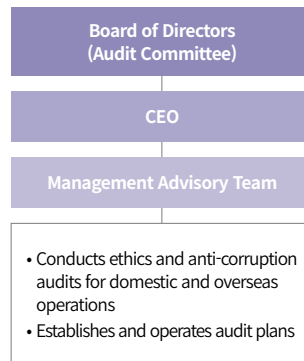 Board of Directors
(Audit Committee)
CEO
Management Advisory Team
• Conducts ethics and anti-corruption
audits for domestic and overseas
operations
• Establishes and operates audit plans